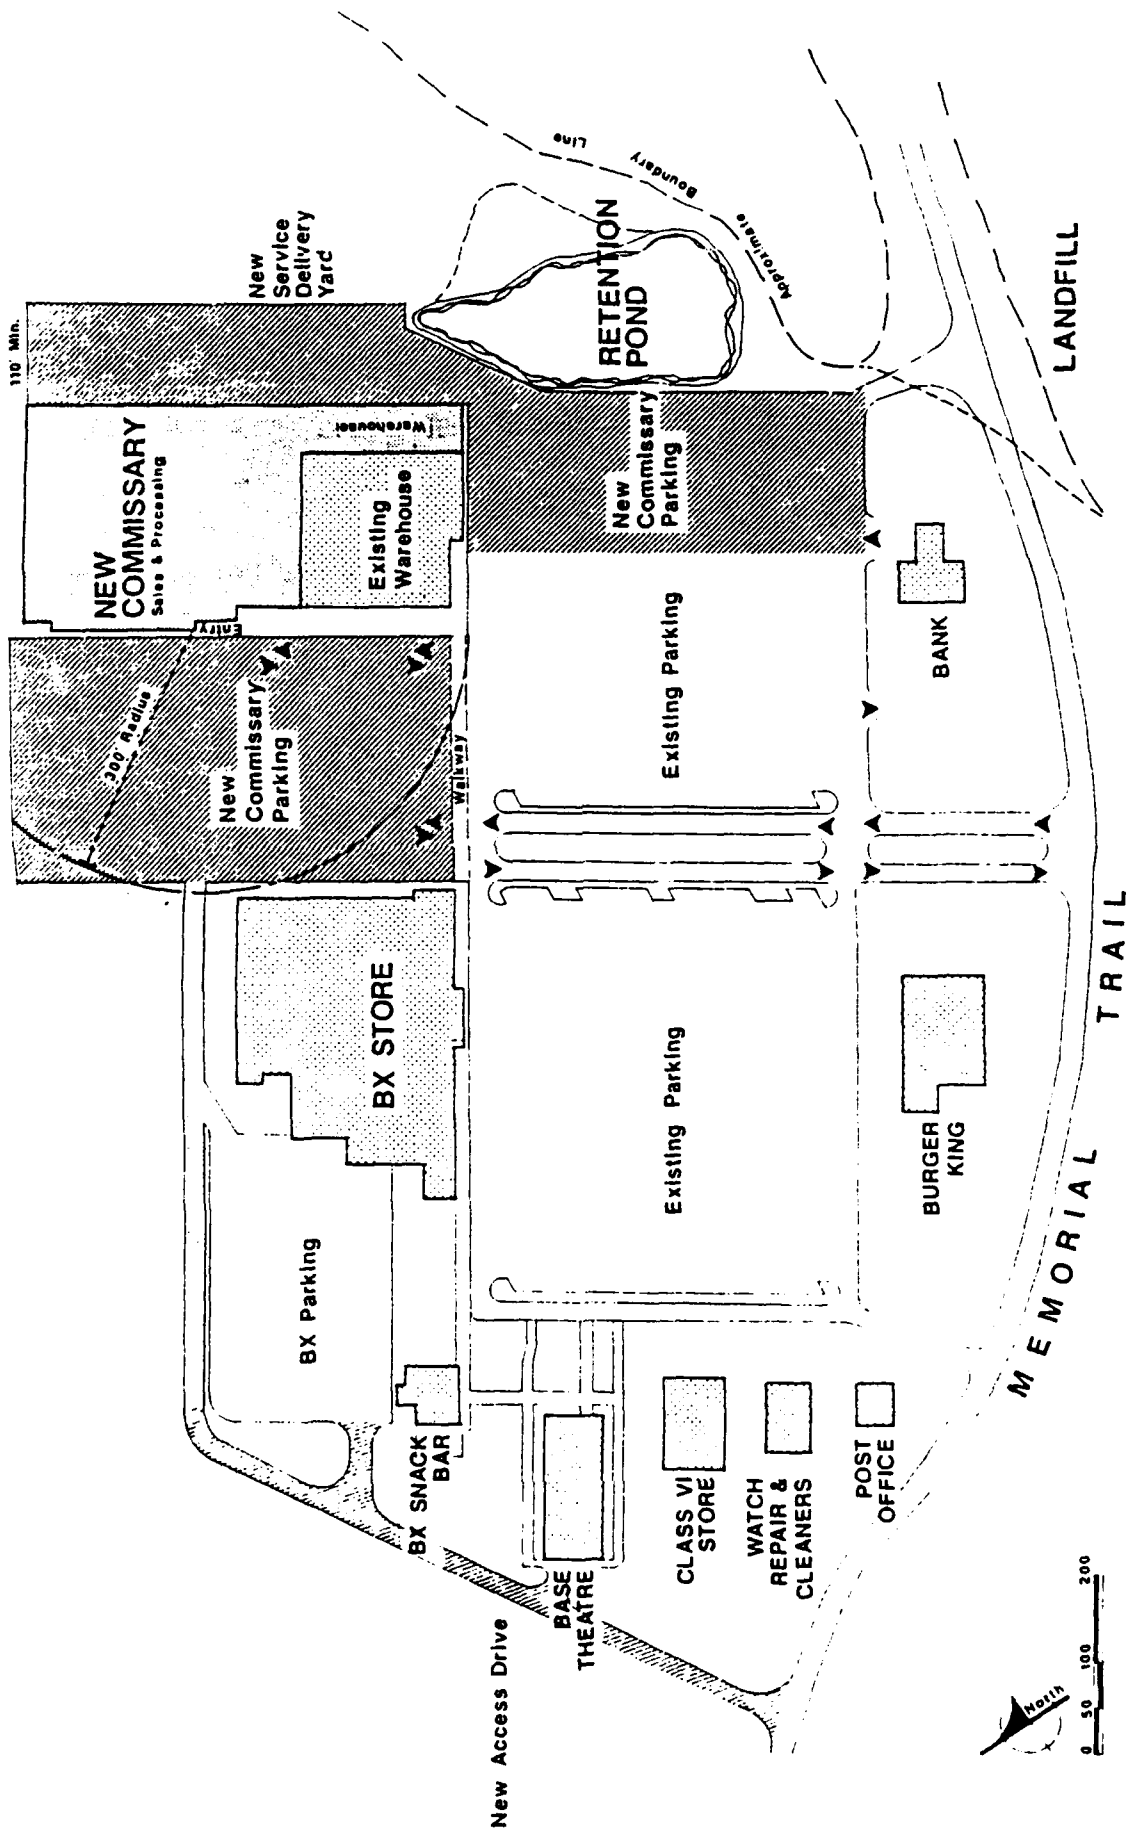 110' Min.
New
Service
Delivery
Yard
NEW
COMMISSARY
Sales & Processing
Warehouse
Existing
Warehouse
Entry
300' Radius
New
Commissary
Parking
Walkway
RETENTION
POND
Approximate Boundary Line
New
Commissary
Parking
LANDFILL
Existing Parking
BANK
BX STORE
Existing Parking
BURGER
KING
MEMORIAL TRAIL
BX Parking
BX SNACK
BAR
BASE
THEATRE
CLASS VI
STORE
WATCH
REPAIR &
CLEANERS
POST
OFFICE
New Access Drive
North
0 50 100 200